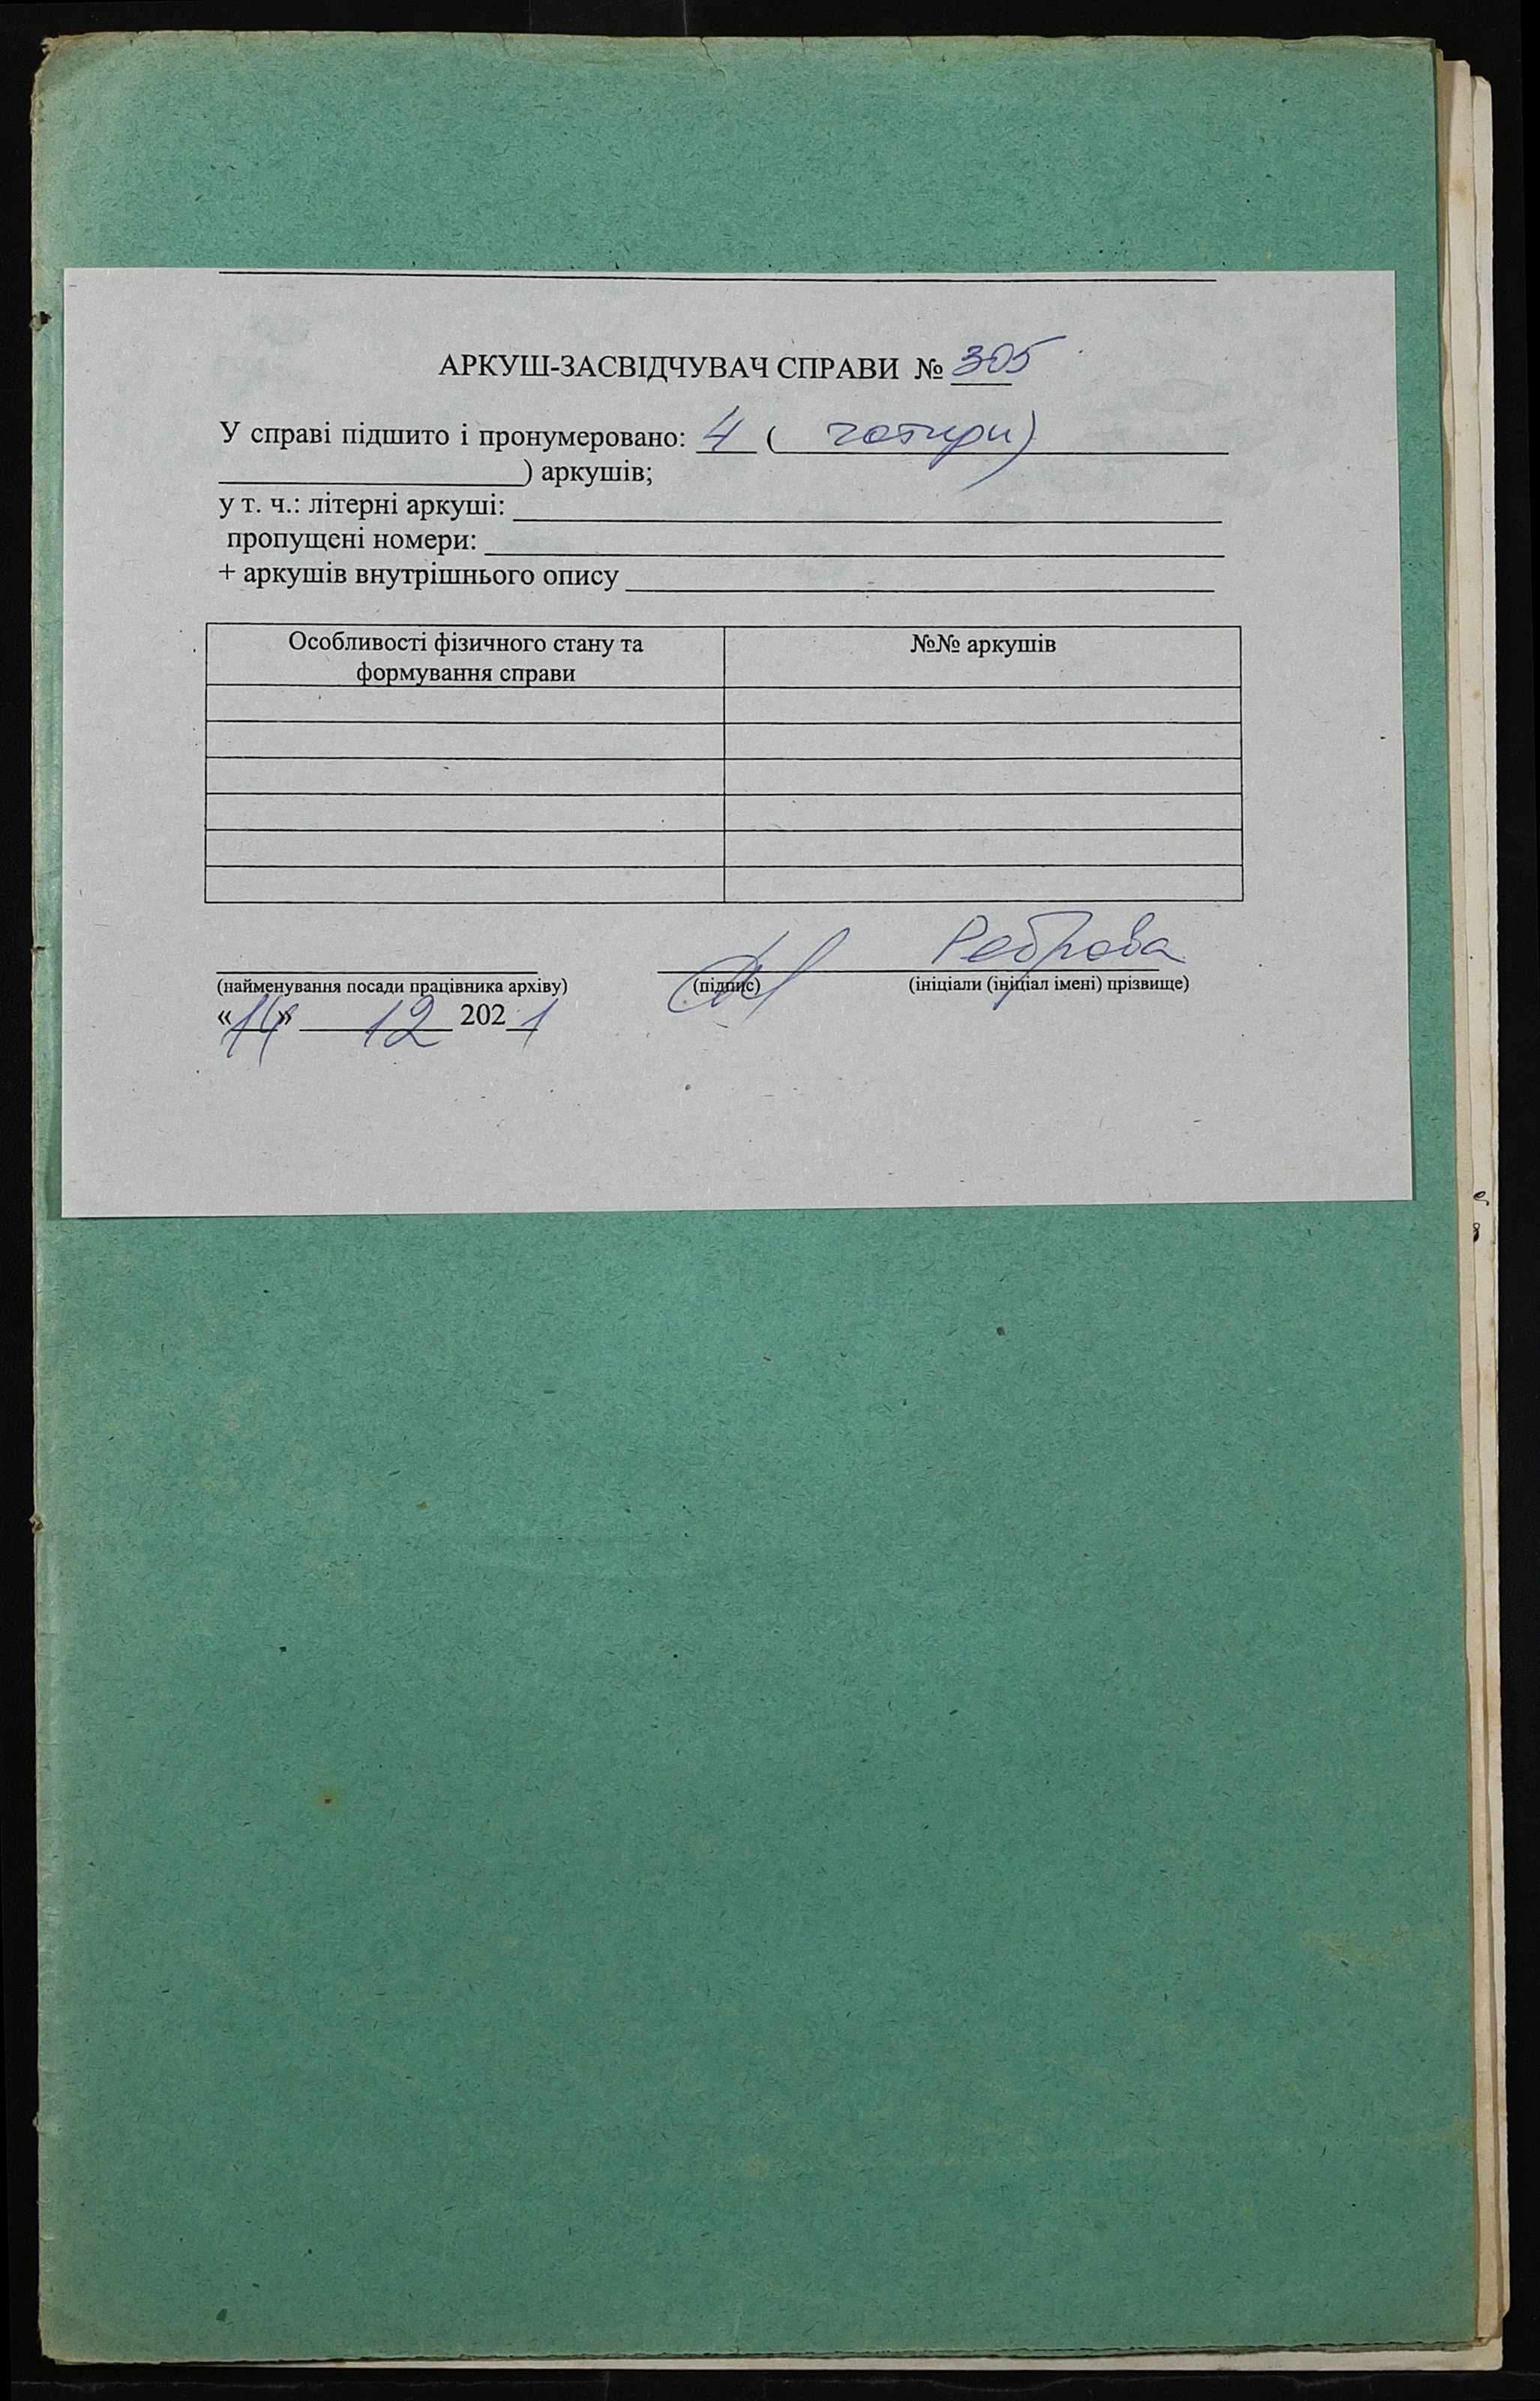 АРКУШ-ЗАСВІДЧУВАЧ СПРАВИ № 305
У справі підшито і пронумеровано: 4 ( чотири)
) аркушів;
у т. ч.: літерні аркуші:
пропущені номери:
+ аркушів внутрішнього опису
Особливості фізичного стану та формування справи №№ аркушів
Реброва
(найменування посади працівника архіву) (підпис) (ініціали (ініціал імені) прізвище)
«14» 12 2021